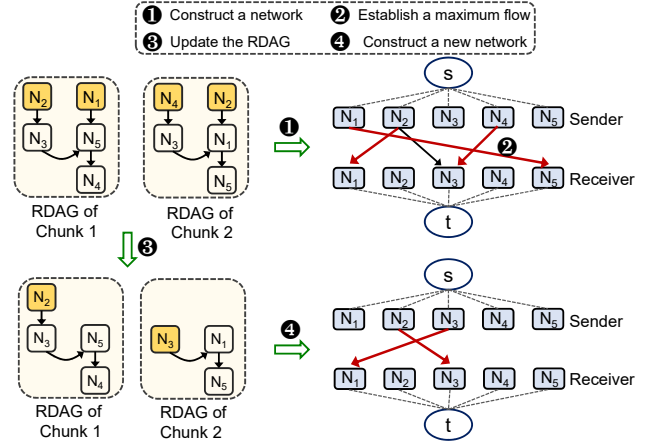 ❶ Construct a network ❷ Establish a maximum flow
❸ Update the RDAG ❹ Construct a new network
N2 N1
N3 N5
N4
RDAG of
Chunk 1
N4 N2
N3 N1
N5
RDAG of
Chunk 2
❶
s
N1 N2 N3 N4 N5 Sender
❷
N1 N2 N3 N4 N5 Receiver
t
❸
N2
N3 N5
N4
RDAG of
Chunk 1
N3 N1
N5
RDAG of
Chunk 2
❹
s
N1 N2 N3 N4 N5 Sender
N1 N2 N3 N4 N5 Receiver
t